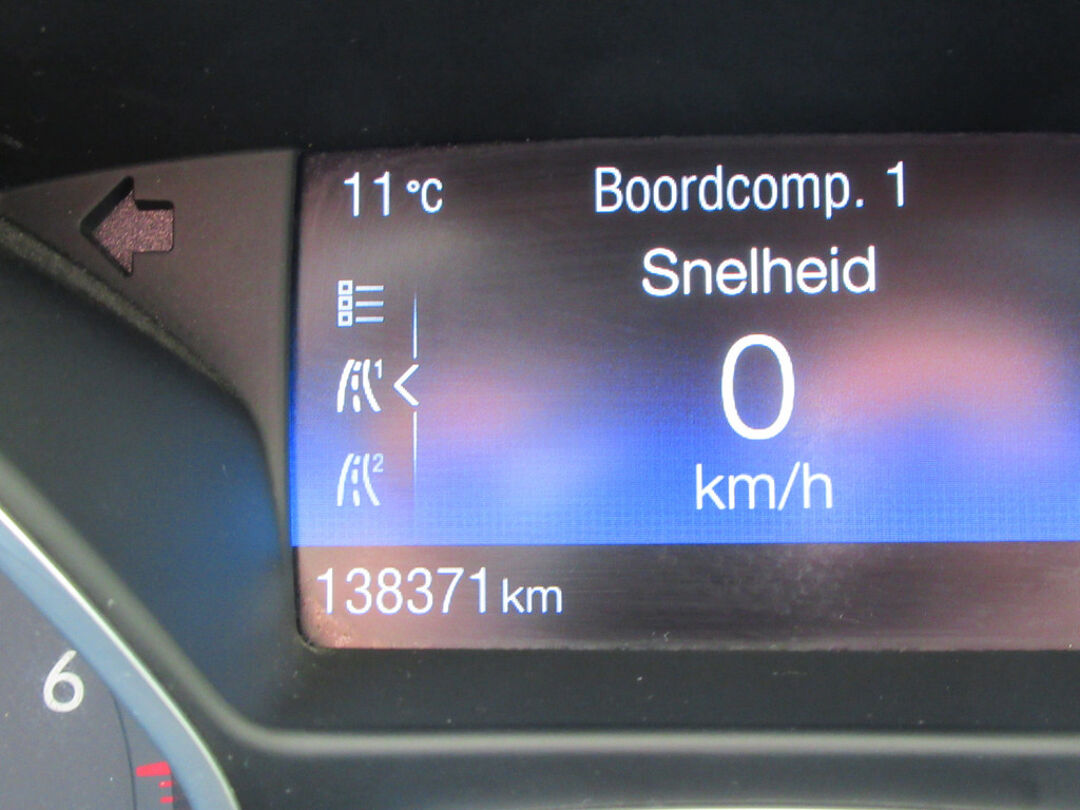 11 °C
Boordcomp. 1
Snelheid
1
0
2
km/h
138371 km
6